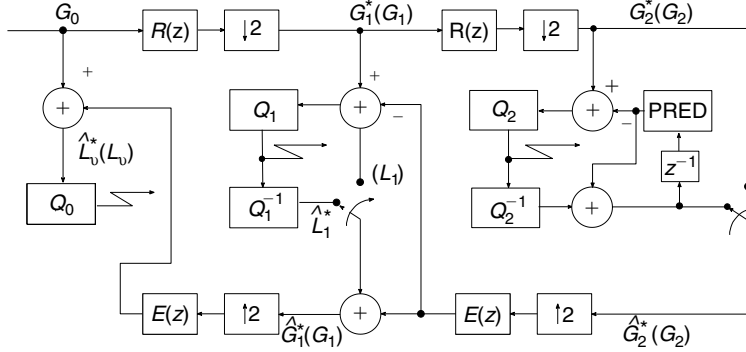 G₀
G₁*(G₁)
G₂*(G₂)
R(z)
↓2
R(z)
↓2
+
+
+
+
Q₁
+
−
Q₂
+
−
PRED
L̂*ᵤ(Lᵤ)
(L₁)
z⁻¹
Q₀
Q₁⁻¹
L̂₁*
Q₂⁻¹
+
E(z)
↑2
+
E(z)
↑2
Ĝ₁*(G₁)
Ĝ₂*(G₂)